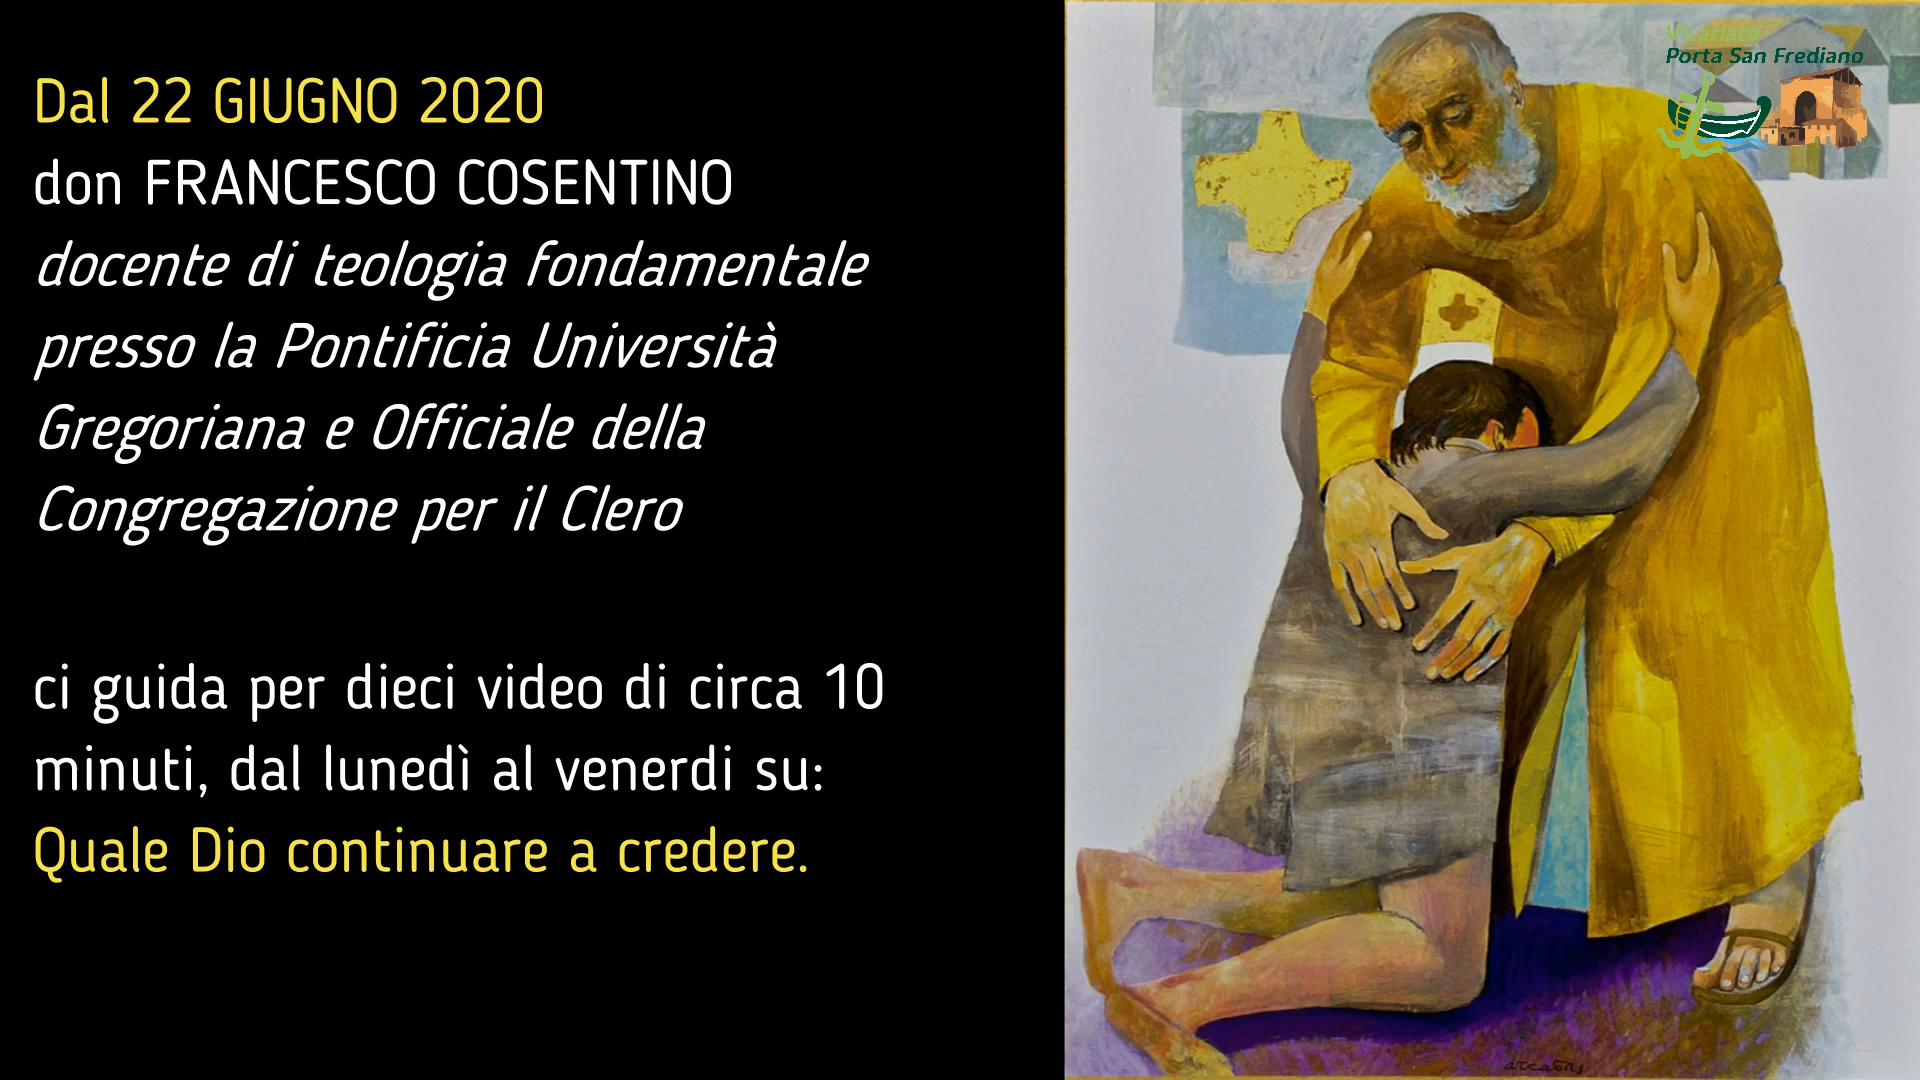 Dal 22 GIUGNO 2020
don FRANCESCO COSENTINO
docente di teologia fondamentale
presso la Pontificia Università
Gregoriana e Officiale della
Congregazione per il Clero
ci guida per dieci video di circa 10
minuti, dal lunedì al venerdi su:
Quale Dio continuare a credere.
Vicariato
Porta San Frediano
arcabas